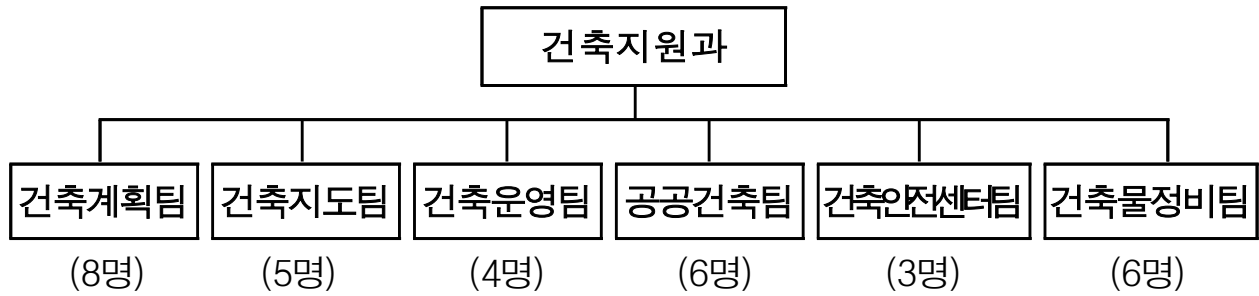 건축지원과
건축계획팀 건축지도팀 건축운영팀 공공건축팀 건축안전센터팀 건축물정비팀
(8명) (5명) (4명) (6명) (3명) (6명)